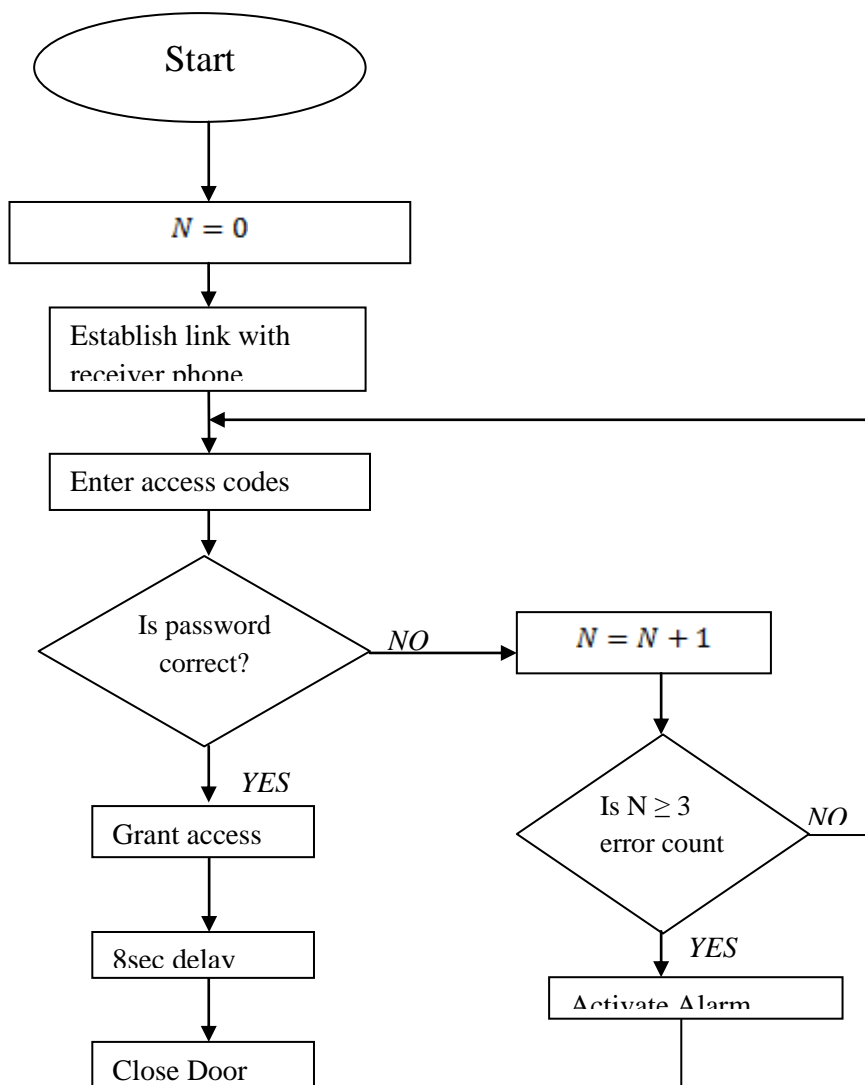 Start
N = 0
Establish link with
receiver phone
Enter access codes
Is password
correct?
NO
N = N + 1
YES
Grant access
Is N ≥ 3
error count
NO
8sec delay
YES
Activate Alarm
Close Door